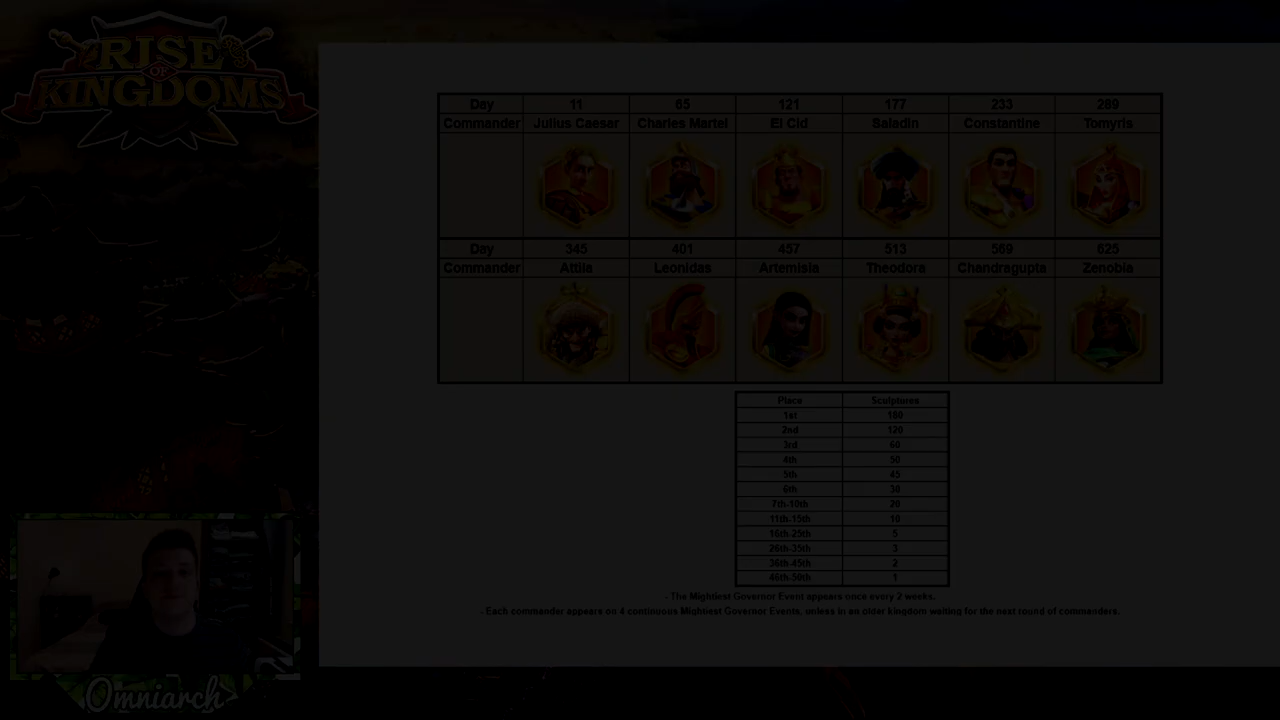 RISE
OF
KINGDOMS
Day 11 65 121 177 233 289
Commander Julius Caesar Charles Martel El Cid Saladin Constantine Tomyris
Day 345 401 457 513 569 625
Commander Attila Leonidas Artemisia Theodora Chandragupta Zenobia
Place Sculptures
1st 180
2nd 120
3rd 60
4th 50
5th 45
6th 30
7th-10th 20
11th-15th 10
16th-25th 5
26th-35th 3
36th-45th 2
46th-50th 1
- The Mightiest Governor Event appears once every 2 weeks.
- Each commander appears on 4 continuous Mightiest Governor Events, unless in an older kingdom waiting for the next round of commanders.
Omniarch